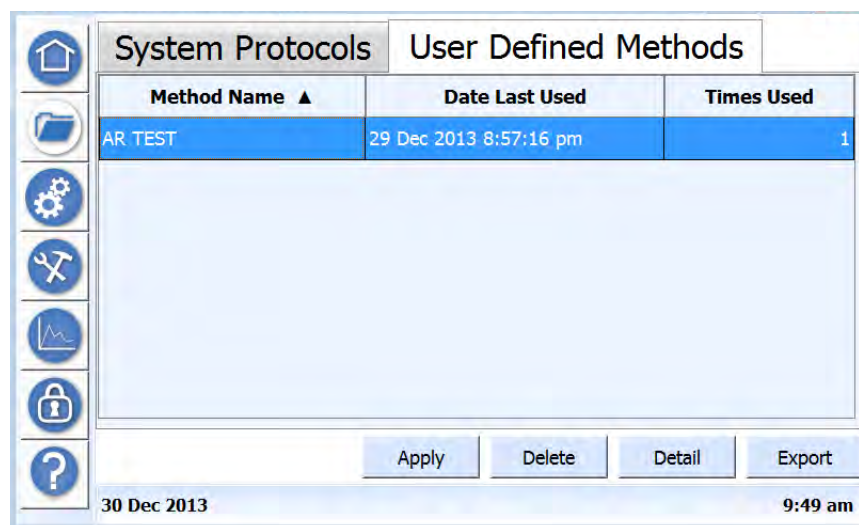 System Protocols User Defined Methods
Method Name ▲ Date Last Used Times Used
AR TEST 29 Dec 2013 8:57:16 pm 1
Apply Delete Detail Export
30 Dec 2013 9:49 am
?